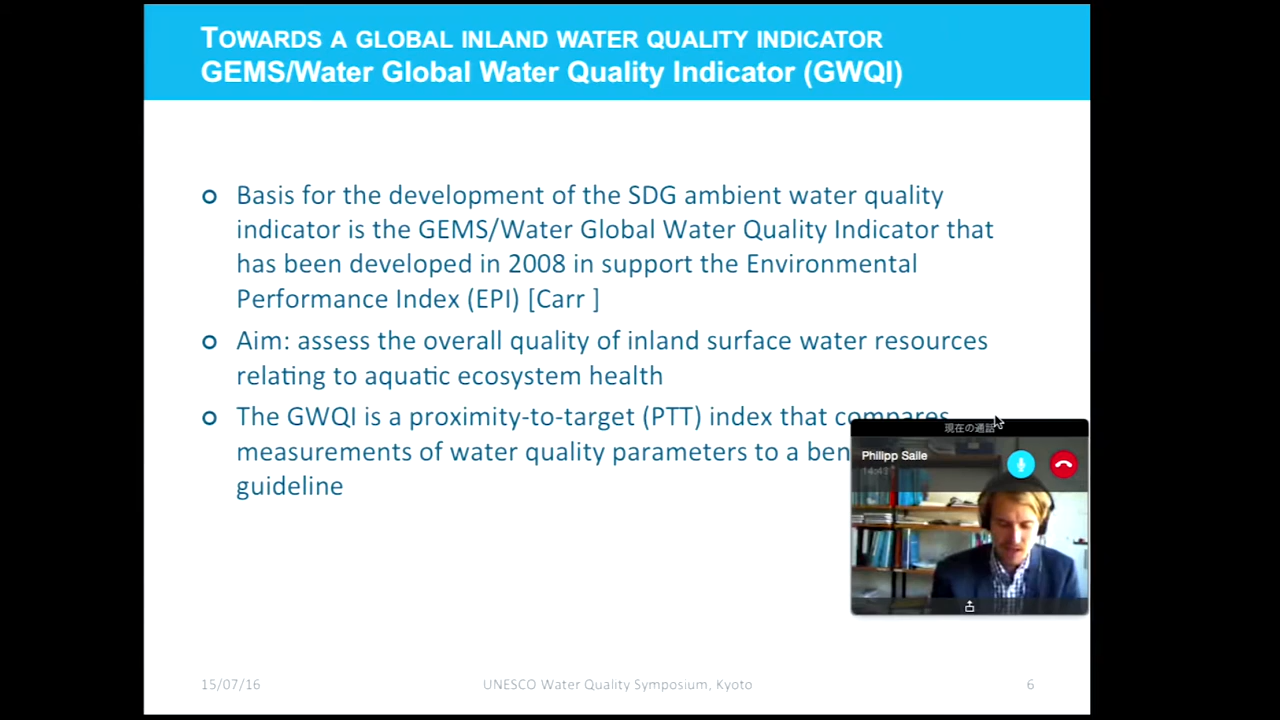 TOWARDS A GLOBAL INLAND WATER QUALITY INDICATOR
GEMS/Water Global Water Quality Indicator (GWQI)
Basis for the development of the SDG ambient water quality
indicator is the GEMS/Water Global Water Quality Indicator that
has been developed in 2008 in support the Environmental
Performance Index (EPI) [Carr ]
Aim: assess the overall quality of inland surface water resources
relating to aquatic ecosystem health
The GWQI is a proximity-to-target (PTT) index that compares
measurements of water quality parameters to a
guideline
現在の通話
Philipp Saile
15/07/16
UNESCO Water Quality Symposium, Kyoto
6